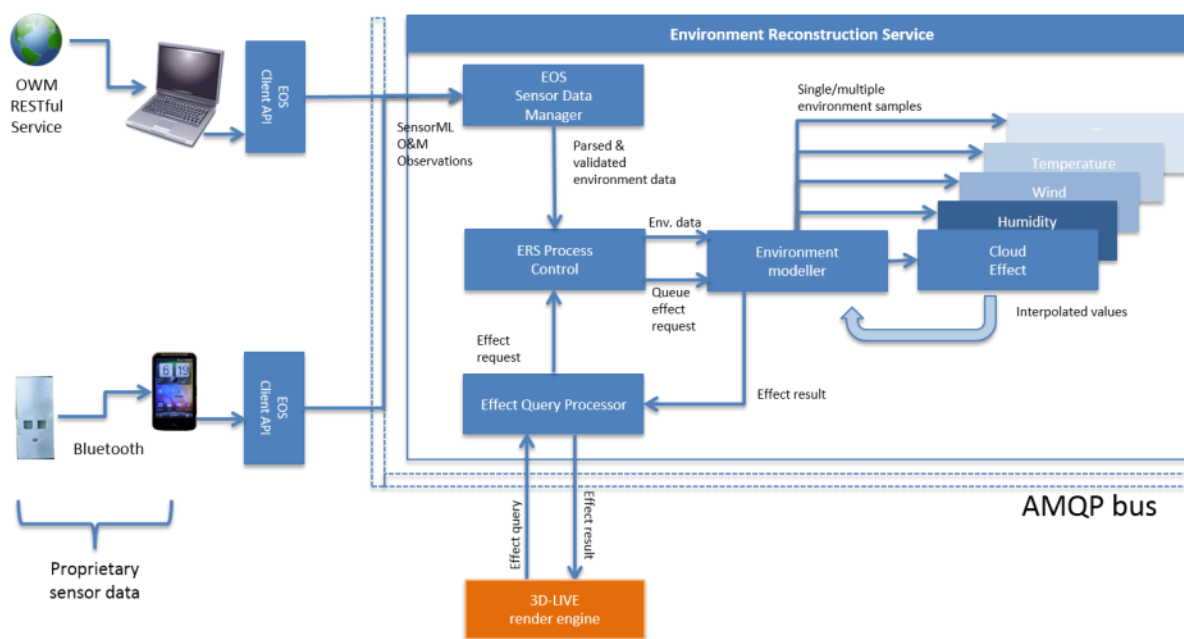 Environment Reconstruction Service
OWM
RESTful
Service
EOS
Client API
EOS
Sensor Data
Manager
SensorML
O&M
Observations
Parsed &
validated
environment data
Single/multiple
environment samples
...
Temperature
Wind
Humidity
Cloud
Effect
ERS Process
Control
Env. data
Queue
effect
request
Environment
modeller
Interpolated values
Effect
request
Effect result
Effect Query Processor
6
19
Bluetooth
EOS
Client API
Proprietary
sensor data
Effect query
Effect result
AMQP bus
3D-LIVE
render engine